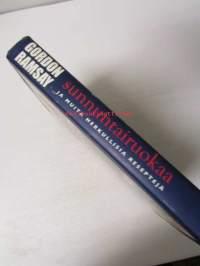 GORDON
RAMSAY
sunnuntairuokaa
...JA MUITA HERKULLISIA RESEPTEJÄ